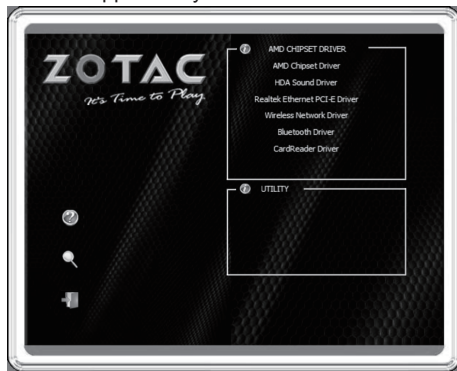 ZOTAC
It's Time to Play
AMD CHIPSET DRIVER
AMD Chipset Driver
HDA Sound Driver
Realtek Ethernet PCI-E Driver
Wireless Network Driver
Bluetooth Driver
CardReader Driver
UTILITY